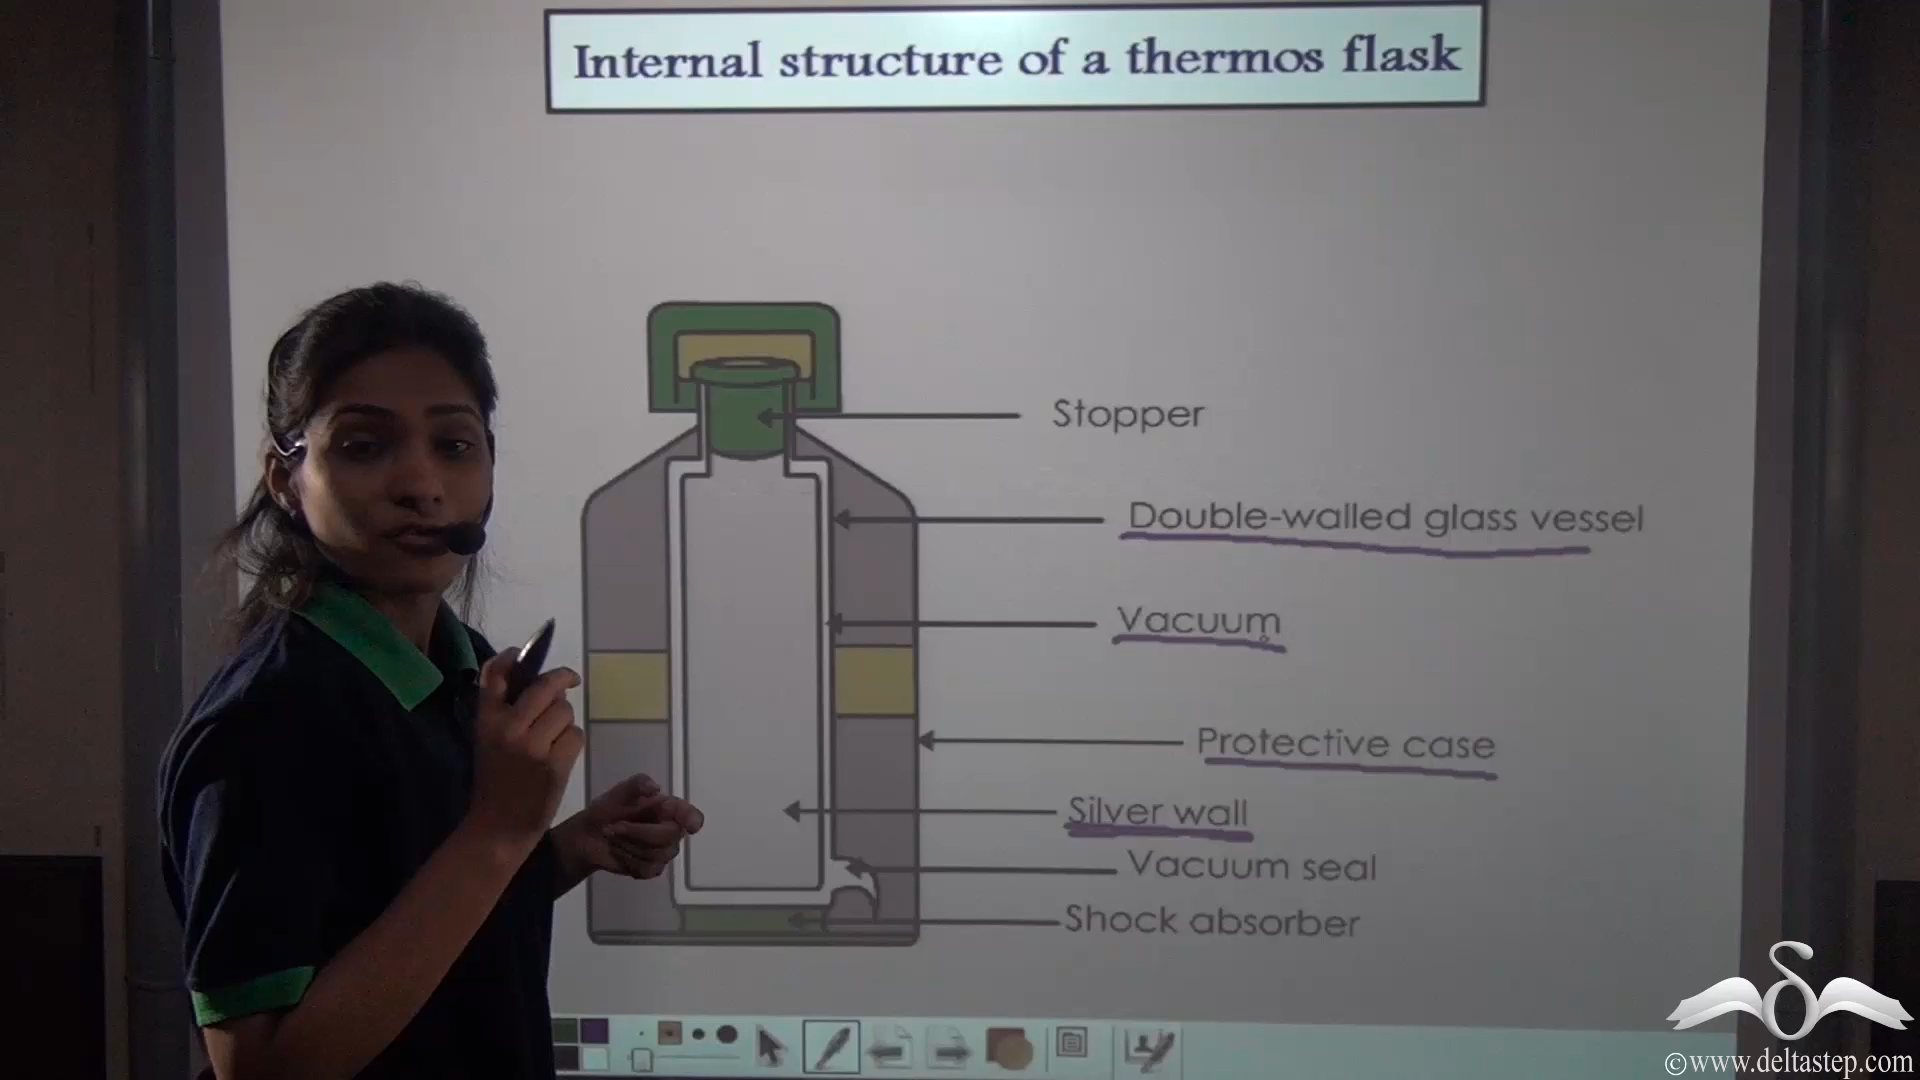 Internal structure of a thermos flask
Stopper
Double-walled glass vessel
Vacuum
Protective case
Silver wall
Vacuum seal
Shock absorber
©www.deltastep.com